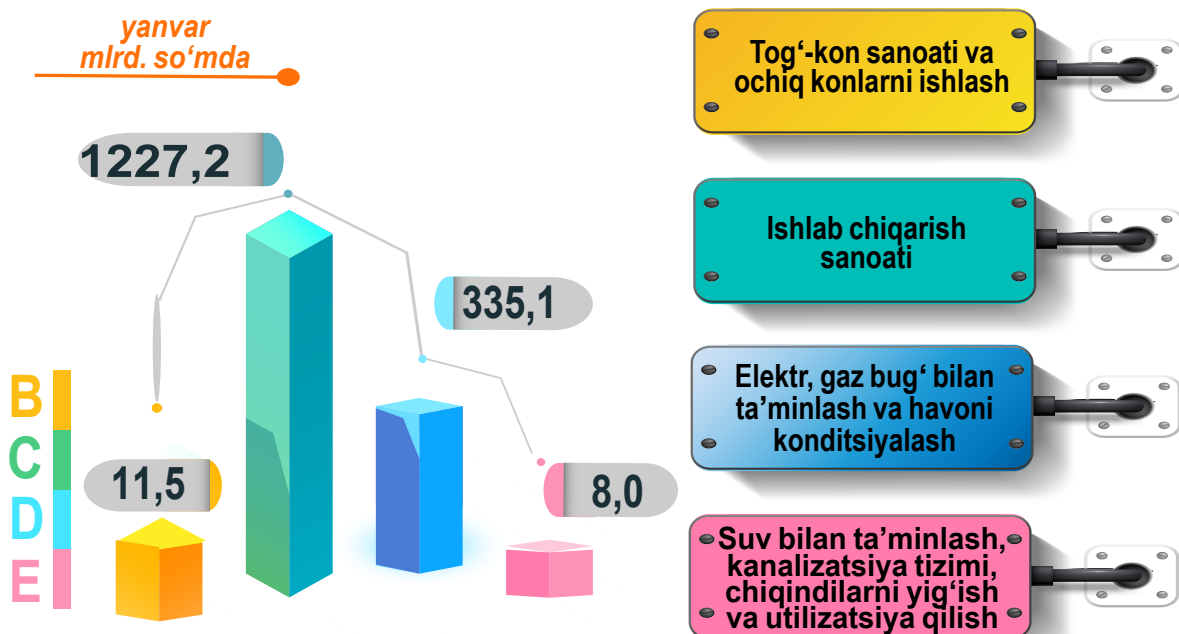 yanvar
mlrd. so‘mda
1227,2
335,1
11,5
8,0
B
C
D
E
Tog‘-kon sanoati va
ochiq konlarni ishlash
Ishlab chiqarish
sanoati
Elektr, gaz bug‘ bilan
ta’minlash va havoni
konditsiyalash
Suv bilan ta’minlash,
kanalizatsiya tizimi,
chiqindilarni yig‘ish
va utilizatsiya qilish